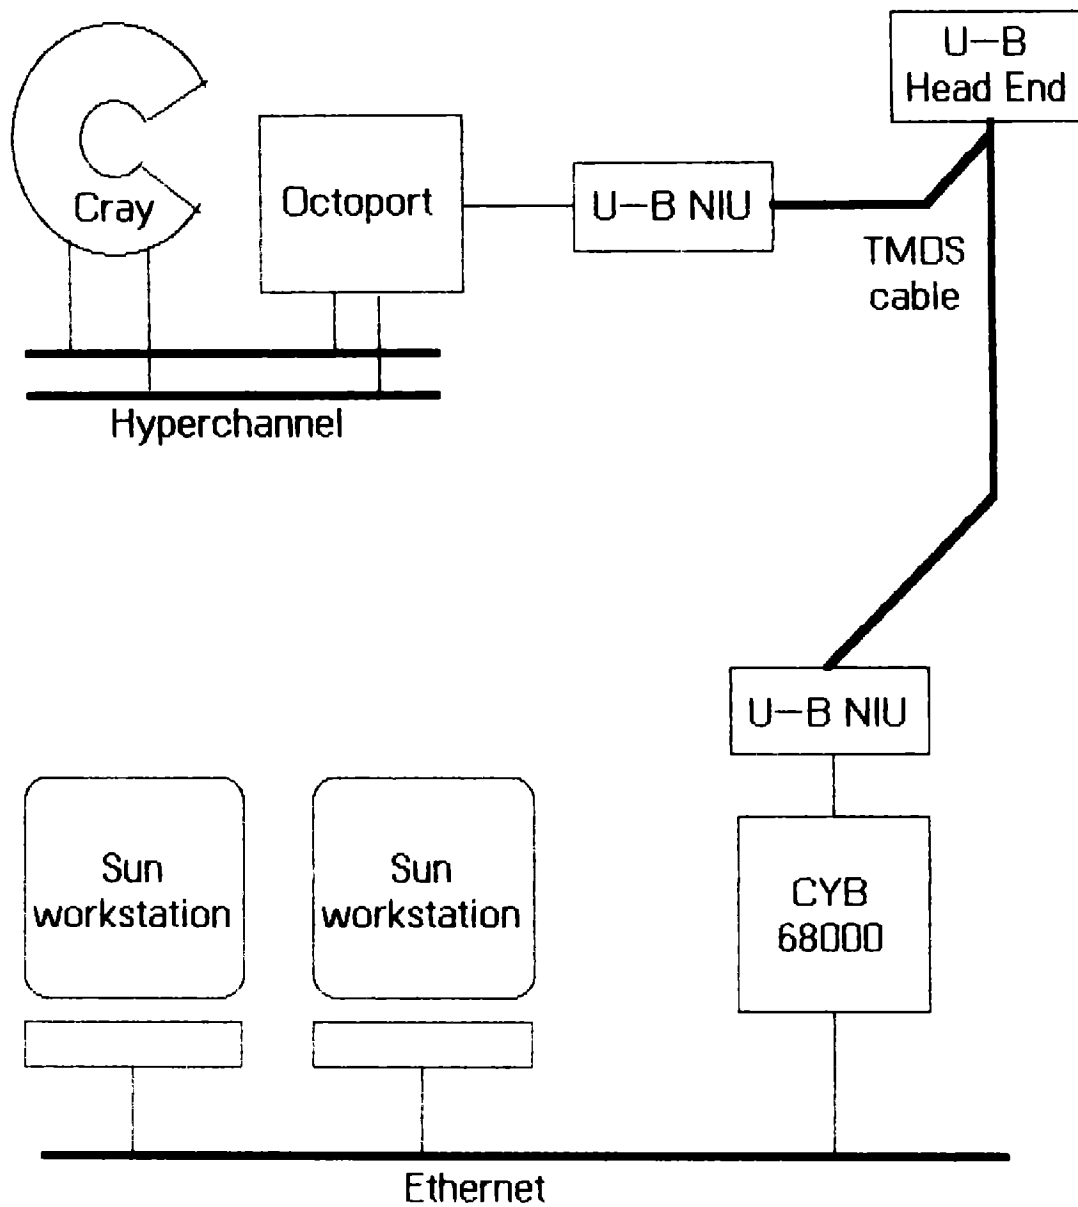 U–B
Head End
Cray
Octoport
U–B NIU
TMDS
cable
Hyperchannel
U–B NIU
Sun
workstation
Sun
workstation
CYB
68000
Ethernet